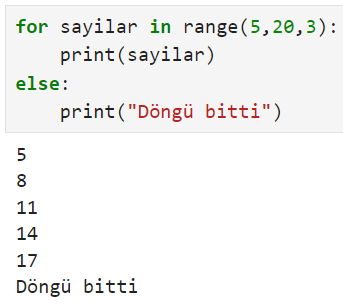 for sayilar in range(5,20,3):
    print(sayilar)
else:
    print("Döngü bitti")
5
8
11
14
17
Döngü bitti